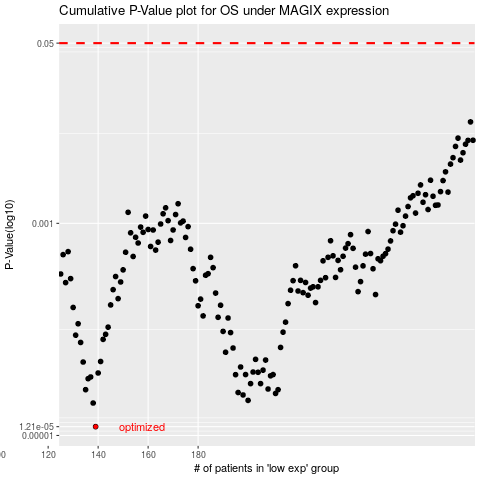 Cumulative P-Value plot for OS under MAGIX expression
0.05
0.001
1.21e-05
0.00001
optimized
00 120 140 160 180
# of patients in 'low exp' group
P-Value(log10)